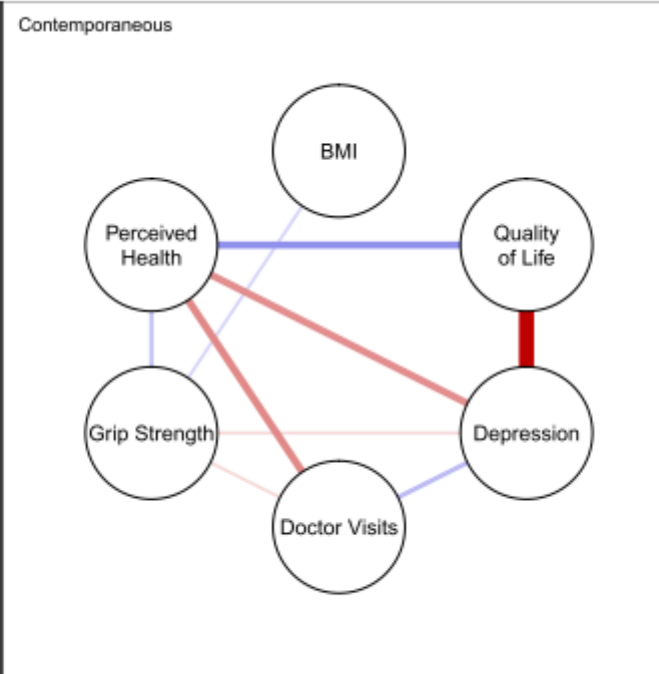 Contemporaneous
BMI
Perceived
Health
Quality
of Life
Grip Strength
Depression
Doctor Visits